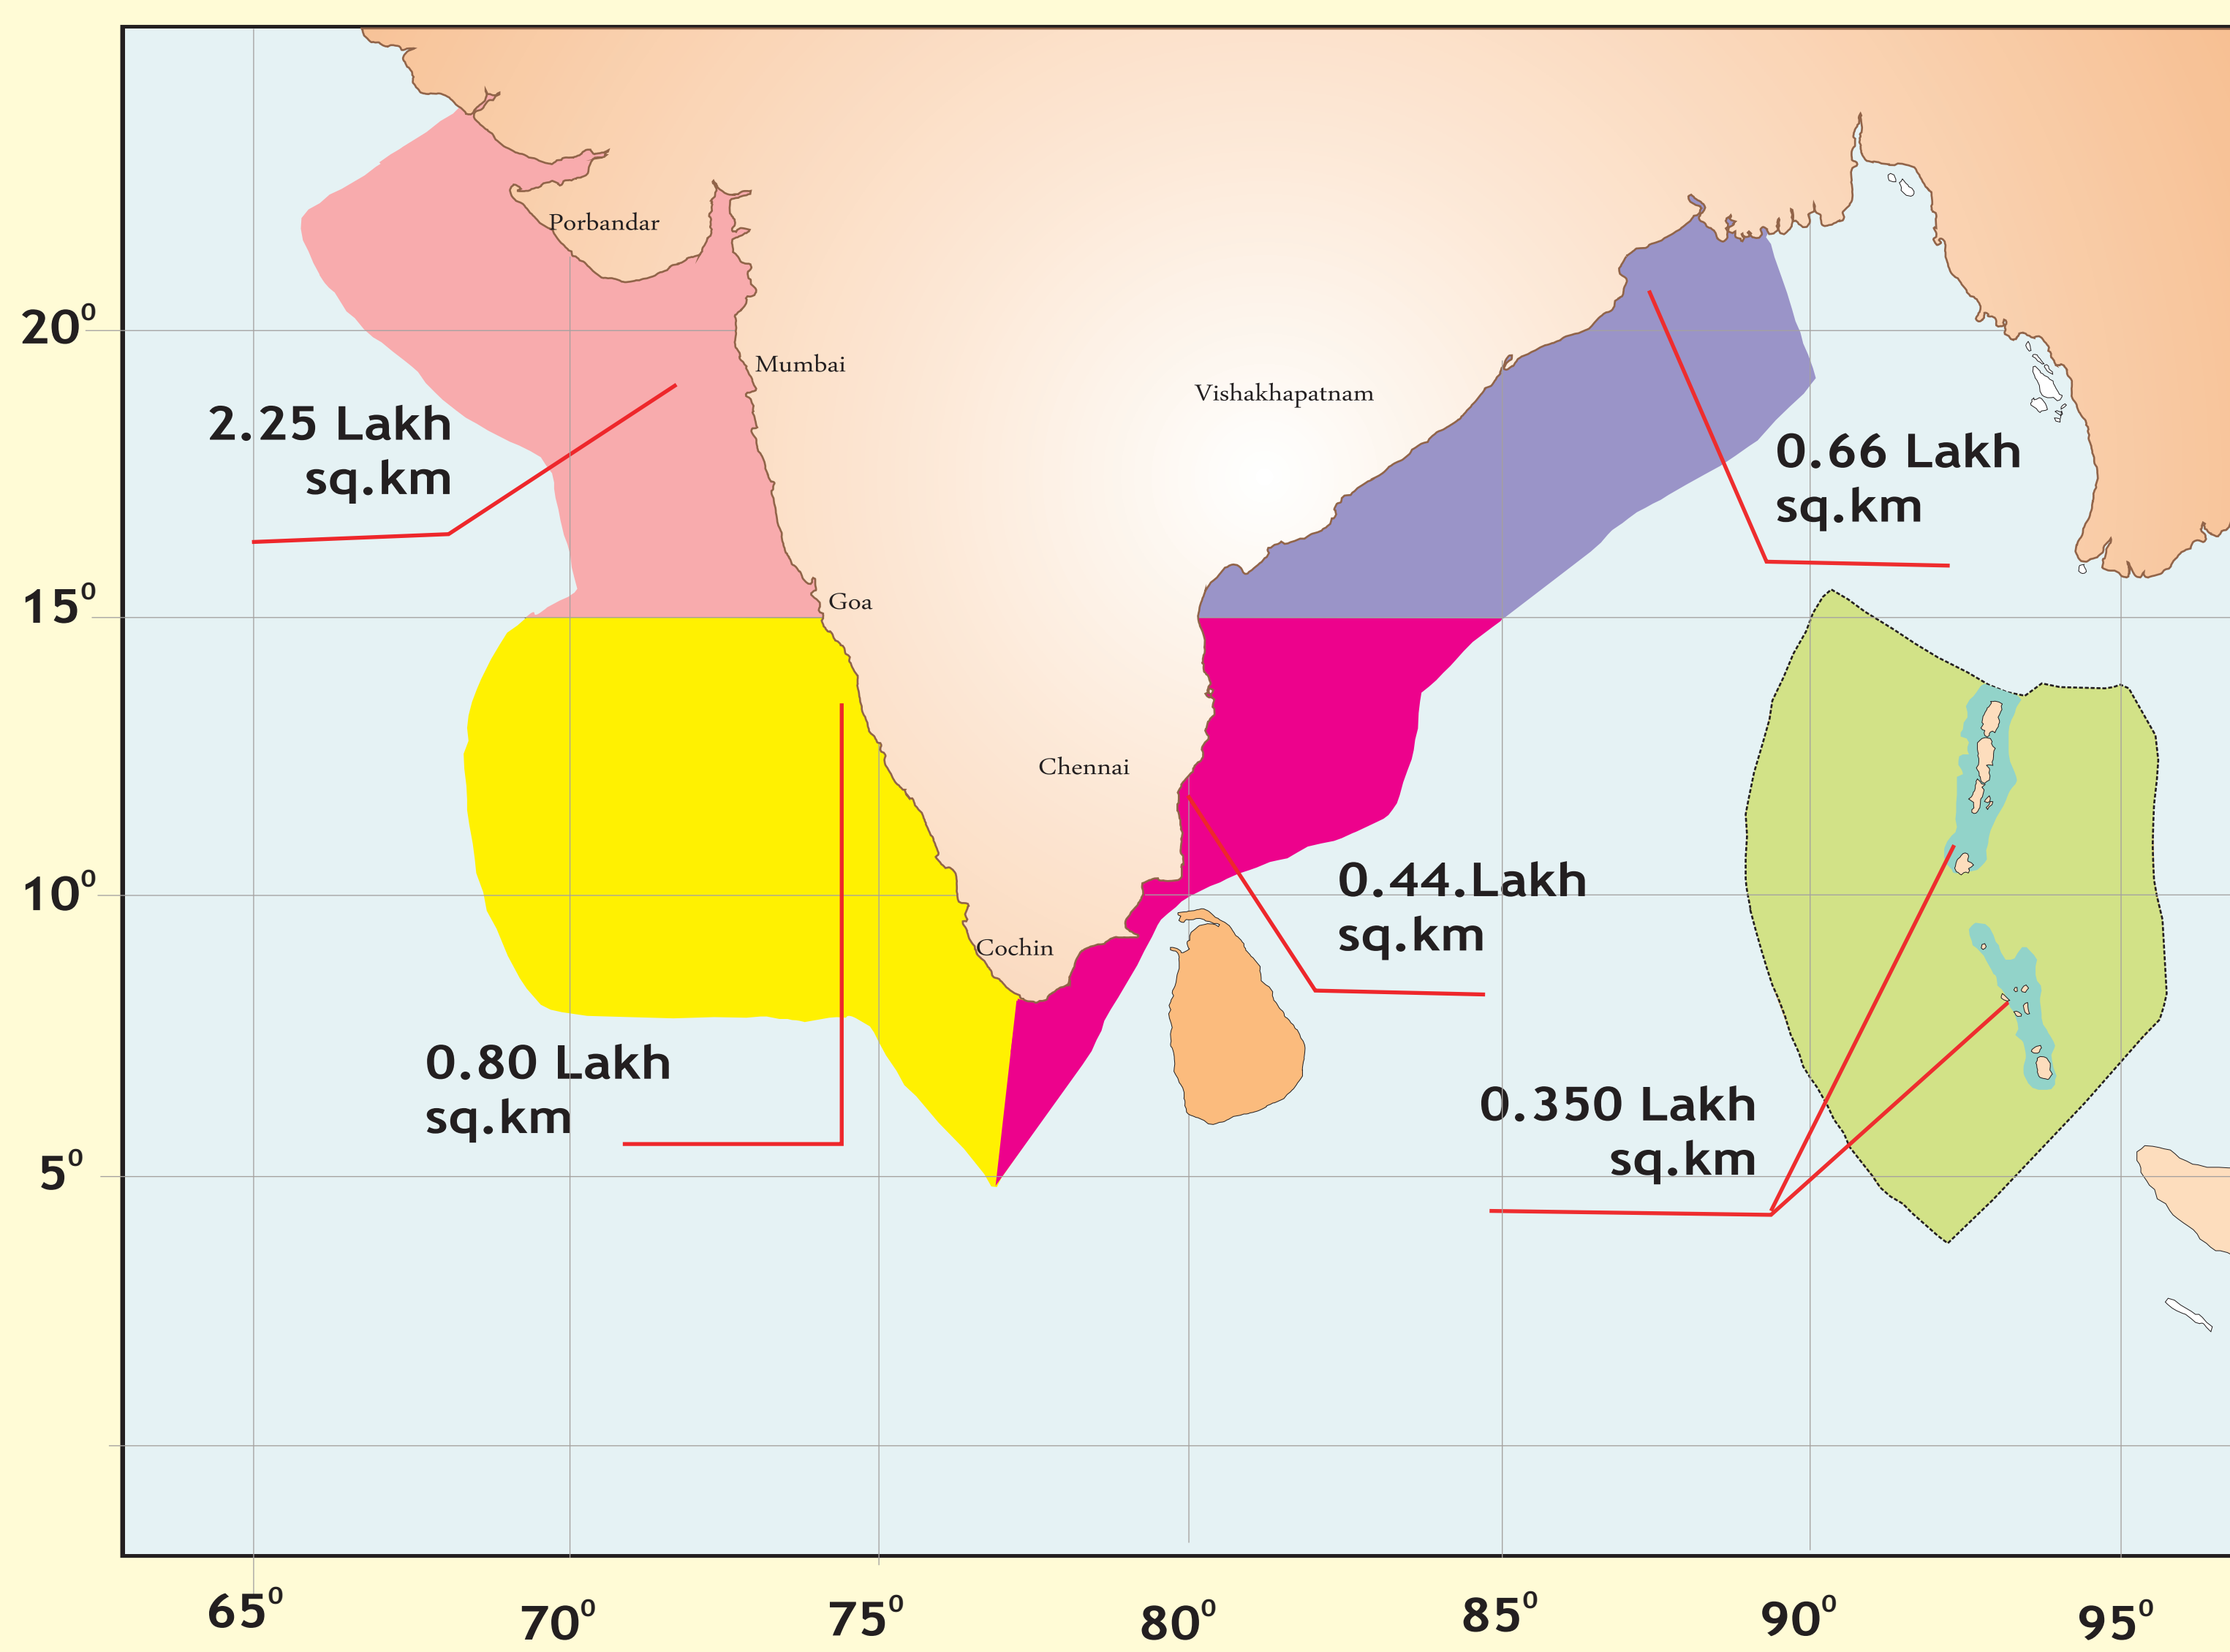 Porbandar
20⁰
Mumbai
Vishakhapatnam
2.25 Lakh
sq.km
0.66 Lakh
sq.km
15⁰
Goa
Chennai
10⁰
0.44.Lakh
sq.km
Cochin
0.80 Lakh
sq.km
0.350 Lakh
sq.km
5⁰
65⁰ 70⁰ 75⁰ 80⁰ 85⁰ 90⁰ 95⁰